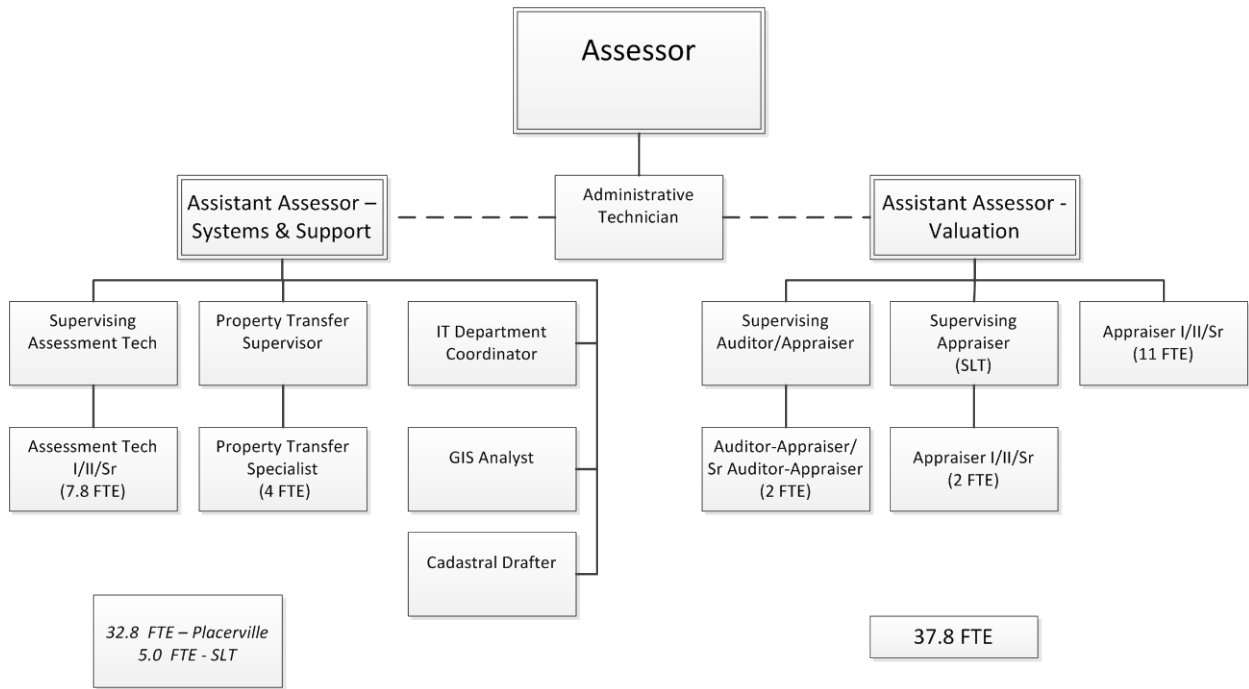 Assessor
Assistant Assessor –
Systems & Support
Administrative
Technician
Assistant Assessor -
Valuation
Supervising
Assessment Tech
Property Transfer
Supervisor
IT Department
Coordinator
Supervising
Auditor/Appraiser
Supervising
Appraiser
(SLT)
Appraiser I/II/Sr
(11 FTE)
Assessment Tech
I/II/Sr
(7.8 FTE)
Property Transfer
Specialist
(4 FTE)
GIS Analyst
Auditor-Appraiser/
Sr Auditor-Appraiser
(2 FTE)
Appraiser I/II/Sr
(2 FTE)
Cadastral Drafter
32.8 FTE – Placerville
5.0 FTE - SLT
37.8 FTE